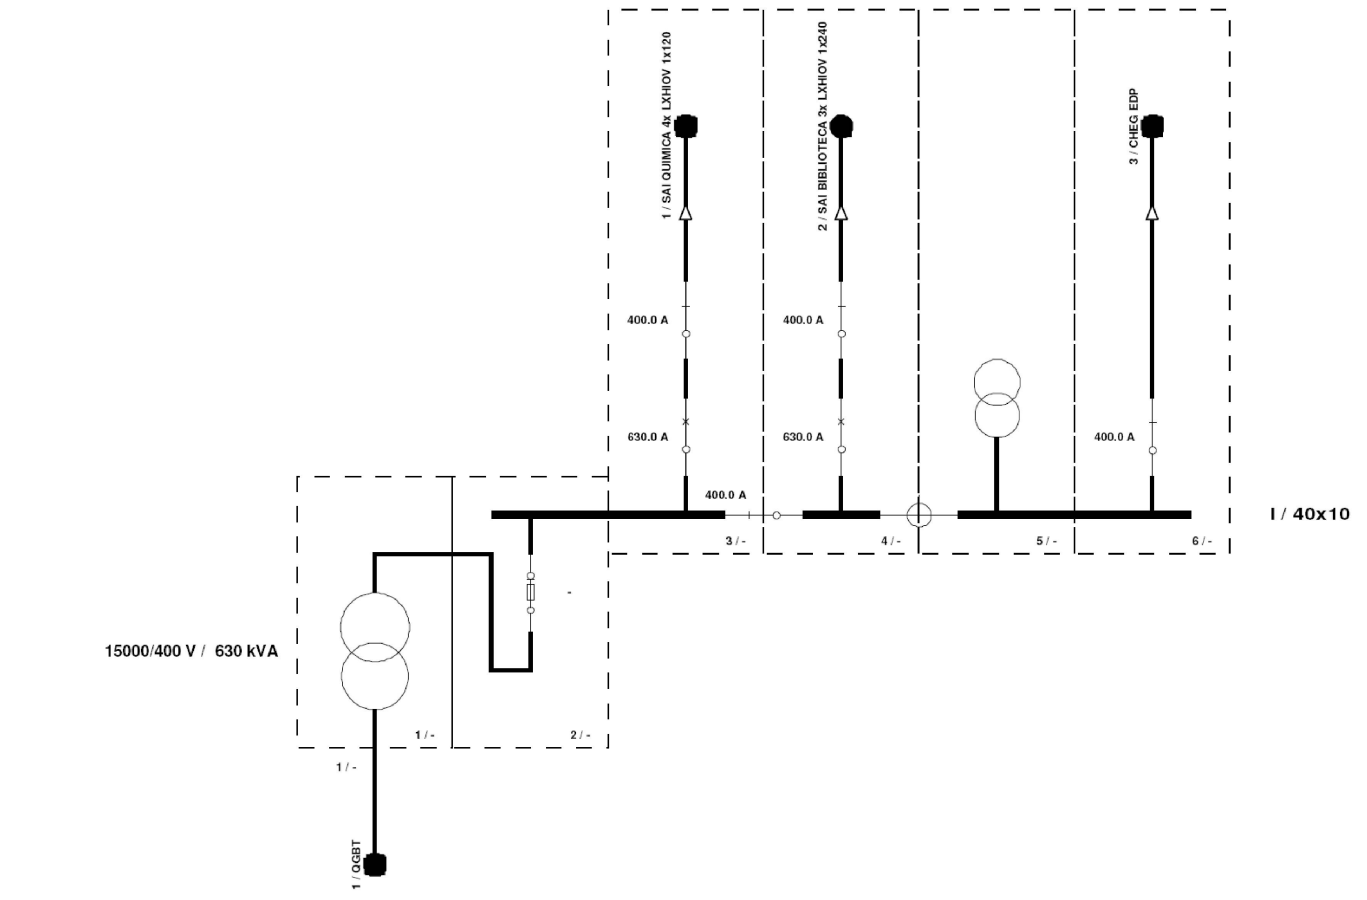 1 / SAI QUIMICA 4x LXHIOV 1x120
2 / SAI BIBLIOTECA 3x LXHIOV 1x240
3 / CHEG EDP
400.0 A
400.0 A
630.0 A
630.0 A
400.0 A
400.0 A
I / 40x10
3 / -
4 / -
5 / -
6 / -
-
15000/400 V / 630 kVA
1 / -
2 / -
1 / -
1 / QGBT